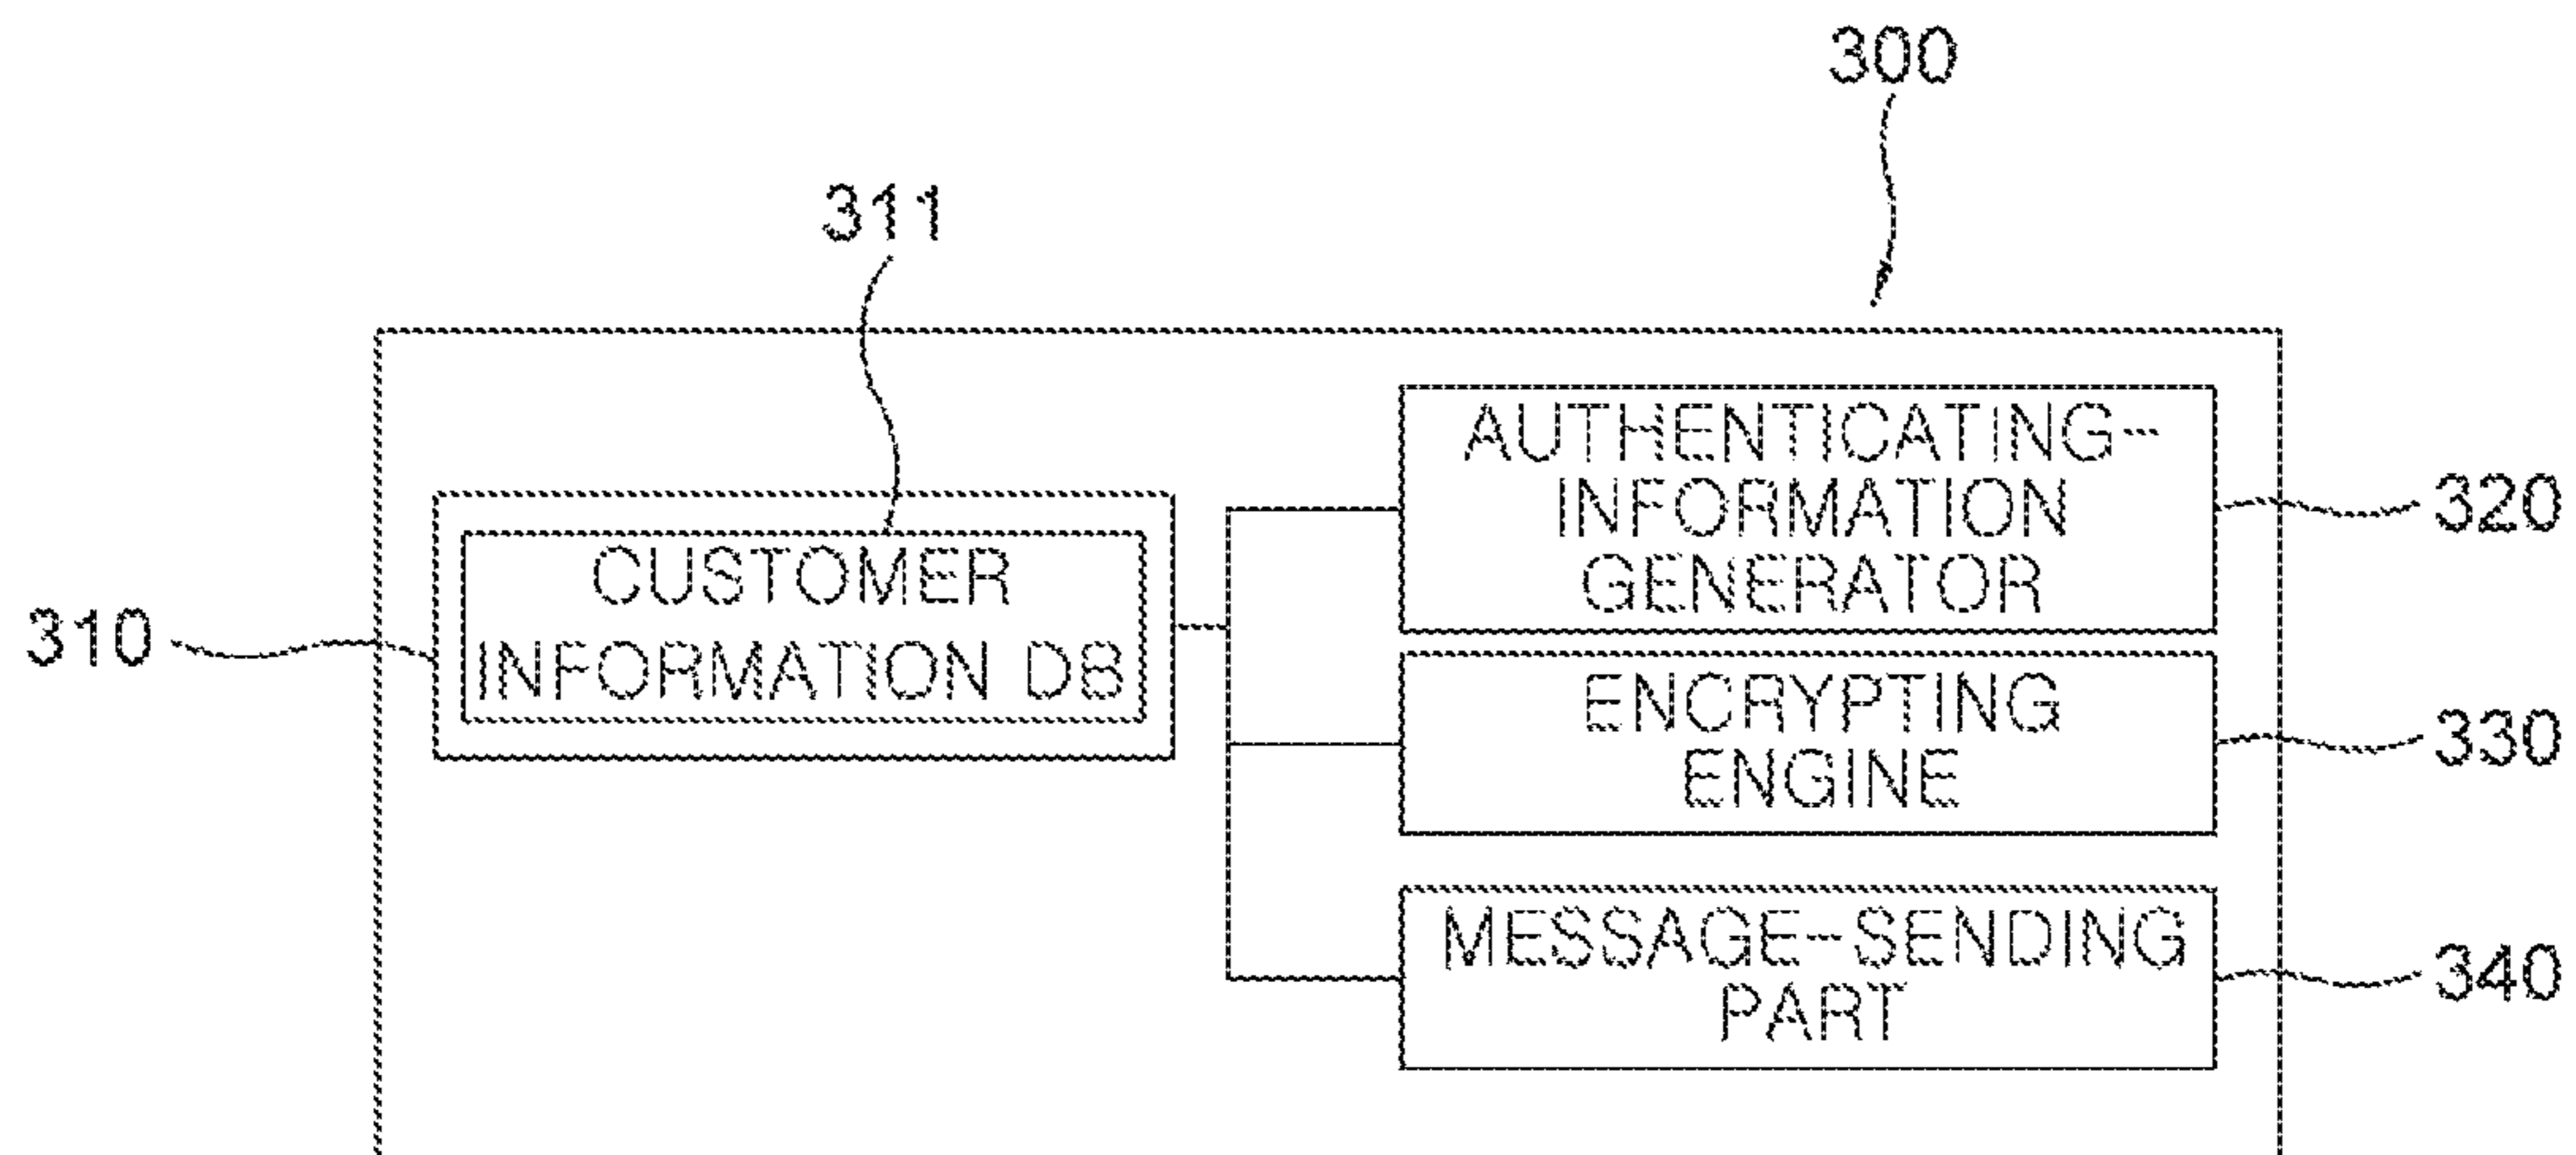 300
311
AUTHENTICATING-
INFORMATION
GENERATOR
320
CUSTOMER
INFORMATION DB
310
ENCRYPTING
ENGINE
330
MESSAGE-SENDING
PART
340